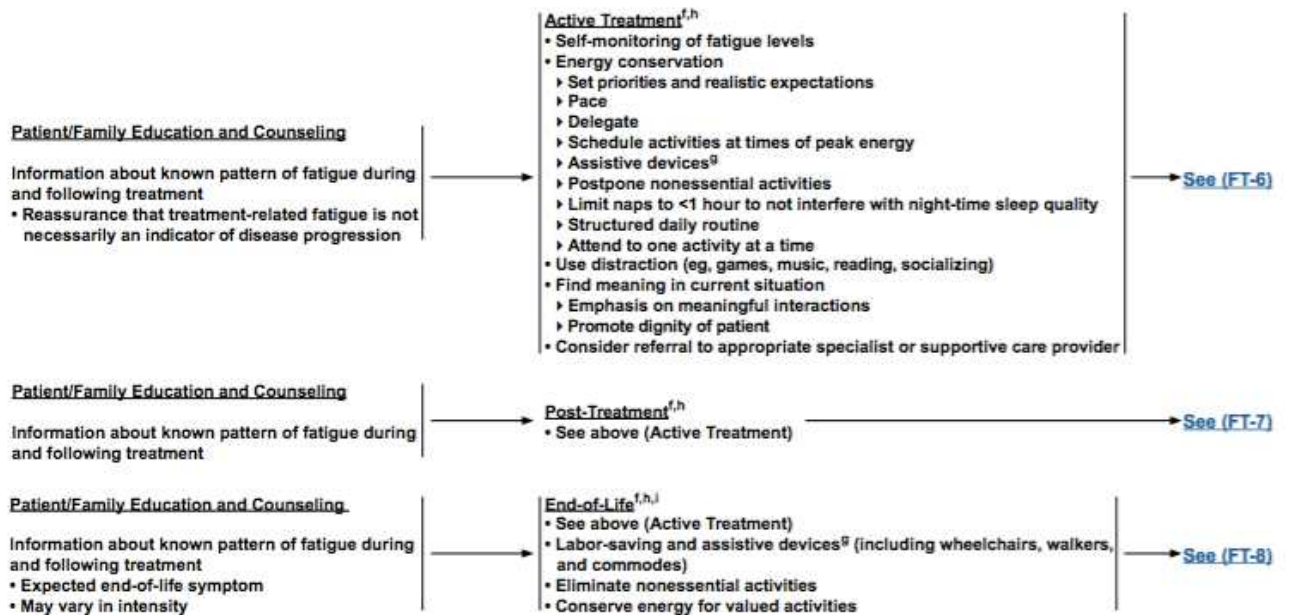 Patient/Family Education and Counseling
Information about known pattern of fatigue during
and following treatment
• Reassurance that treatment-related fatigue is not
necessarily an indicator of disease progression
Active Treatmentf,h
• Self-monitoring of fatigue levels
• Energy conservation
▸ Set priorities and realistic expectations
▸ Pace
▸ Delegate
▸ Schedule activities at times of peak energy
▸ Assistive devicesg
▸ Postpone nonessential activities
▸ Limit naps to <1 hour to not interfere with night-time sleep quality
▸ Structured daily routine
▸ Attend to one activity at a time
• Use distraction (eg, games, music, reading, socializing)
• Find meaning in current situation
▸ Emphasis on meaningful interactions
▸ Promote dignity of patient
• Consider referral to appropriate specialist or supportive care provider
See (FT-6)
Patient/Family Education and Counseling
Information about known pattern of fatigue during
and following treatment
Post-Treatmentf,h
• See above (Active Treatment)
See (FT-7)
Patient/Family Education and Counseling
Information about known pattern of fatigue during
and following treatment
• Expected end-of-life symptom
• May vary in intensity
End-of-Lifef,h,i
• See above (Active Treatment)
• Labor-saving and assistive devicesg (including wheelchairs, walkers,
and commodes)
• Eliminate nonessential activities
• Conserve energy for valued activities
See (FT-8)